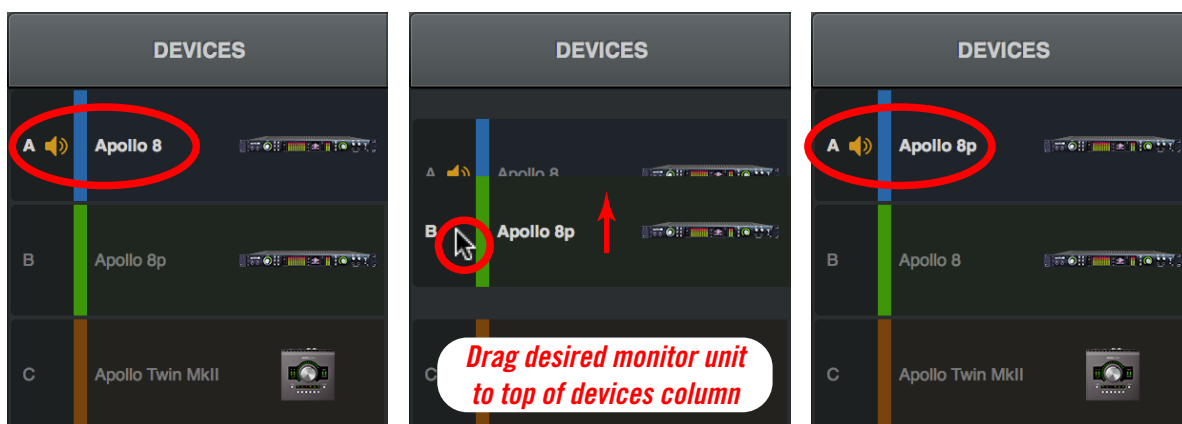 DEVICES
A Apollo 8
B Apollo 8p
C Apollo Twin MkII
DEVICES
A Apollo 8
B Apollo 8p
C
Drag desired monitor unit
to top of devices column
DEVICES
A Apollo 8p
B Apollo 8
C Apollo Twin MkII